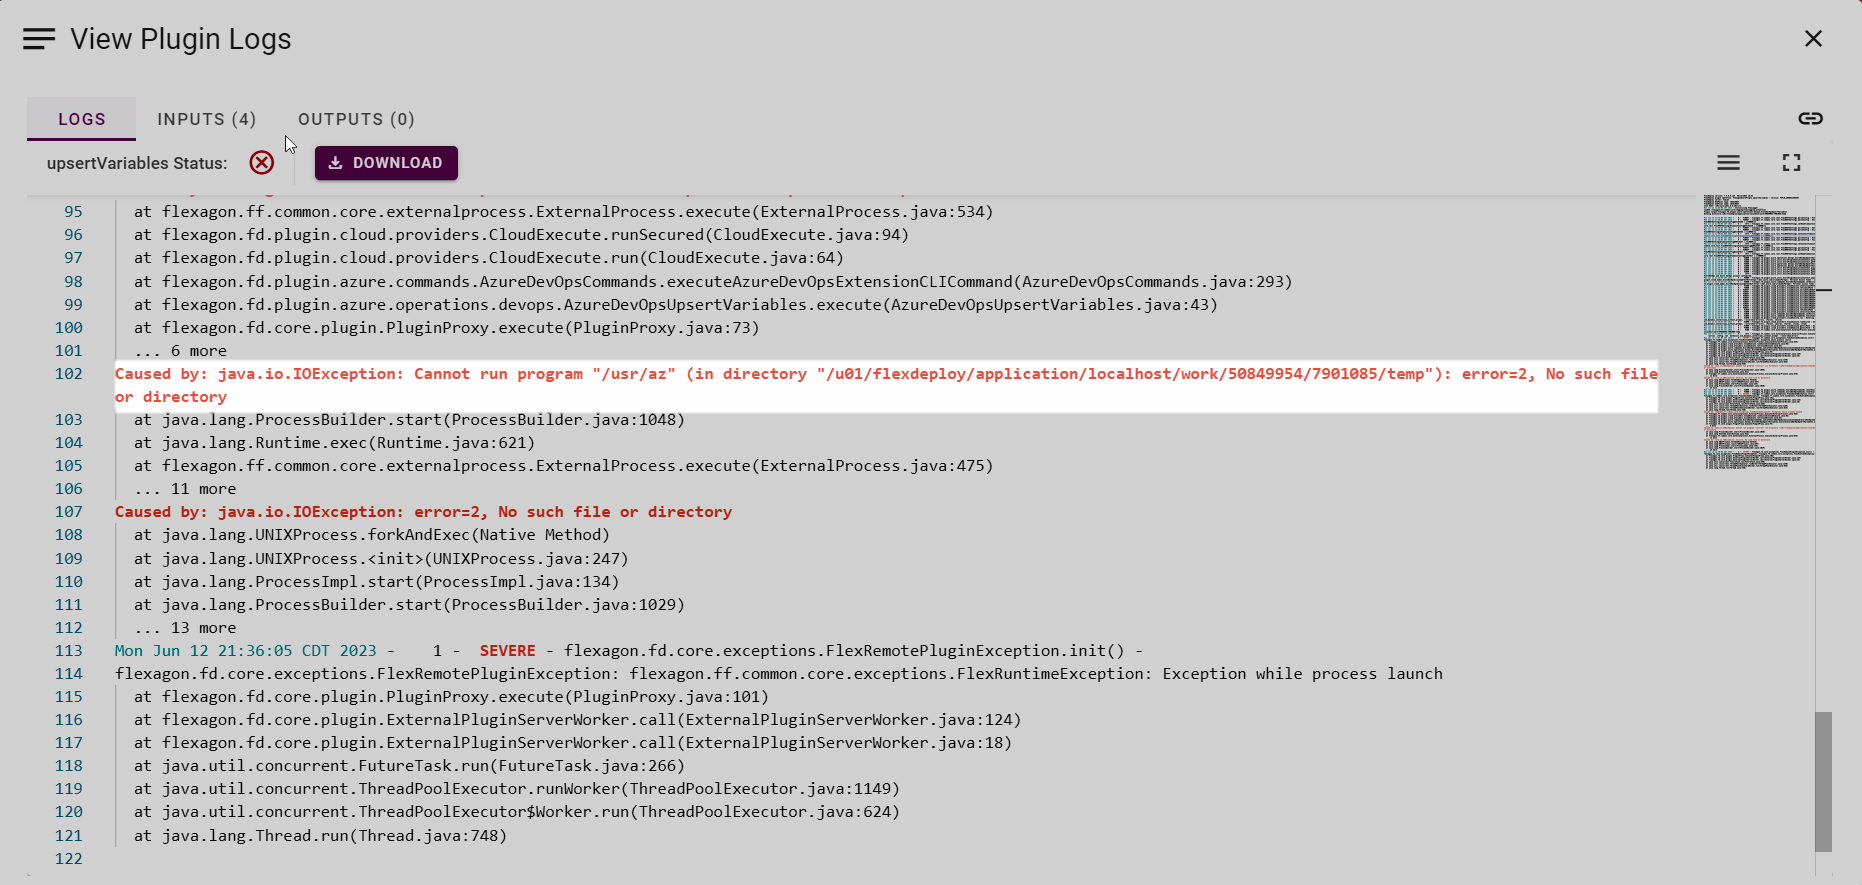 View Plugin Logs
LOGS INPUTS (4) OUTPUTS (0)
upsertVariables Status: DOWNLOAD
95 at flexagon.ff.common.core.externalprocess.ExternalProcess.execute(ExternalProcess.java:534)
96 at flexagon.fd.plugin.cloud.providers.CloudExecute.runSecured(CloudExecute.java:94)
97 at flexagon.fd.plugin.cloud.providers.CloudExecute.run(CloudExecute.java:64)
98 at flexagon.fd.plugin.azure.commands.AzureDevOpsCommands.executeAzureDevOpsExtensionCLICommand(AzureDevOpsCommands.java:293)
99 at flexagon.fd.plugin.azure.operations.devops.AzureDevOpsUpsertVariables.execute(AzureDevOpsUpsertVariables.java:43)
100 at flexagon.fd.core.plugin.PluginProxy.execute(PluginProxy.java:73)
101 ... 6 more
102 Caused by: java.io.IOException: Cannot run program "/usr/az" (in directory "/u01/flexdeploy/application/localhost/work/50849954/7901085/temp"): error=2, No such file
or directory
103 at java.lang.ProcessBuilder.start(ProcessBuilder.java:1048)
104 at java.lang.Runtime.exec(Runtime.java:621)
105 at flexagon.ff.common.core.externalprocess.ExternalProcess.execute(ExternalProcess.java:475)
106 ... 11 more
107 Caused by: java.io.IOException: error=2, No such file or directory
108 at java.lang.UNIXProcess.forkAndExec(Native Method)
109 at java.lang.UNIXProcess.<init>(UNIXProcess.java:247)
110 at java.lang.ProcessImpl.start(ProcessImpl.java:134)
111 at java.lang.ProcessBuilder.start(ProcessBuilder.java:1029)
112 ... 13 more
113 Mon Jun 12 21:36:05 CDT 2023 - 1 - SEVERE - flexagon.fd.core.exceptions.FlexRemotePluginException.init() -
114 flexagon.fd.core.exceptions.FlexRemotePluginException: flexagon.ff.common.core.exceptions.FlexRuntimeException: Exception while process launch
115 at flexagon.fd.core.plugin.PluginProxy.execute(PluginProxy.java:101)
116 at flexagon.fd.core.plugin.ExternalPluginServerWorker.call(ExternalPluginServerWorker.java:124)
117 at flexagon.fd.core.plugin.ExternalPluginServerWorker.call(ExternalPluginServerWorker.java:18)
118 at java.util.concurrent.FutureTask.run(FutureTask.java:266)
119 at java.util.concurrent.ThreadPoolExecutor.runWorker(ThreadPoolExecutor.java:1149)
120 at java.util.concurrent.ThreadPoolExecutor$Worker.run(ThreadPoolExecutor.java:624)
121 at java.lang.Thread.run(Thread.java:748)
122